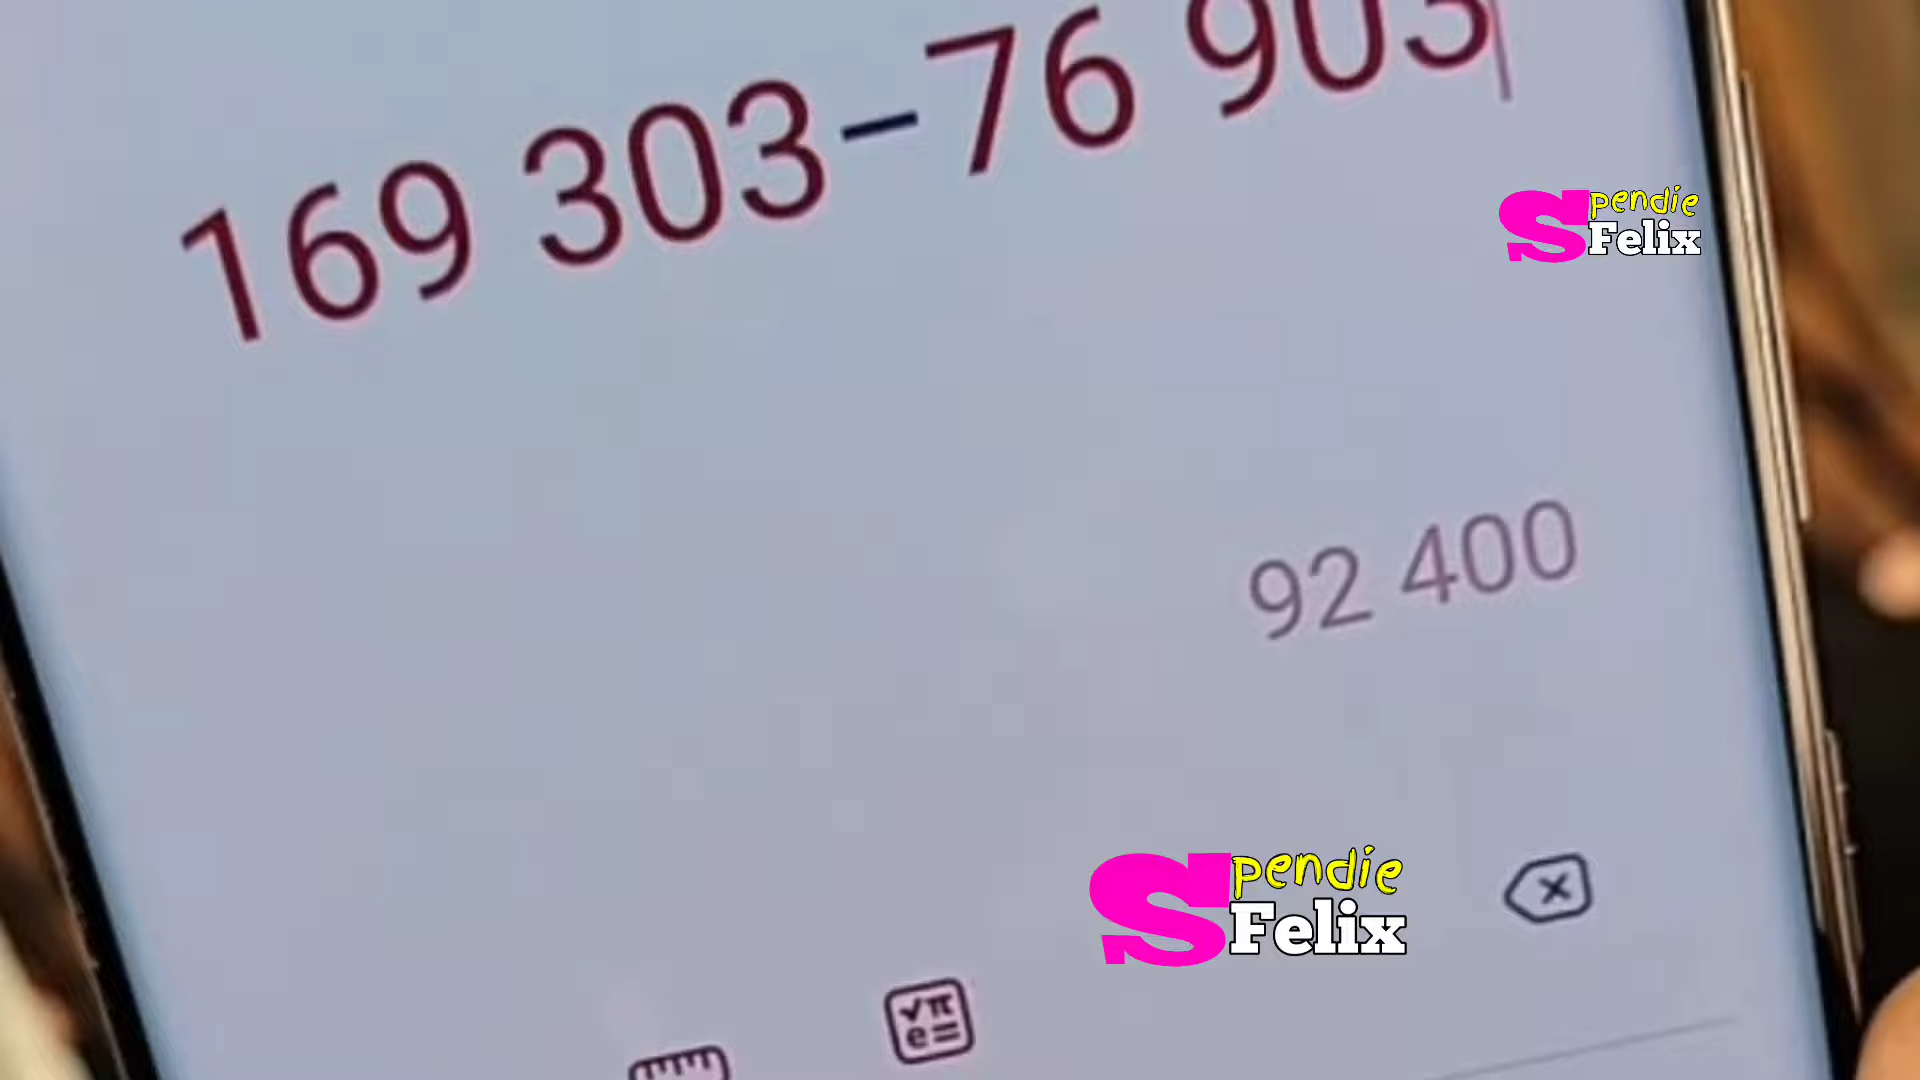 169 303–76 903
Spendie
Felix
92 400
Spendie
Felix
√π
e=